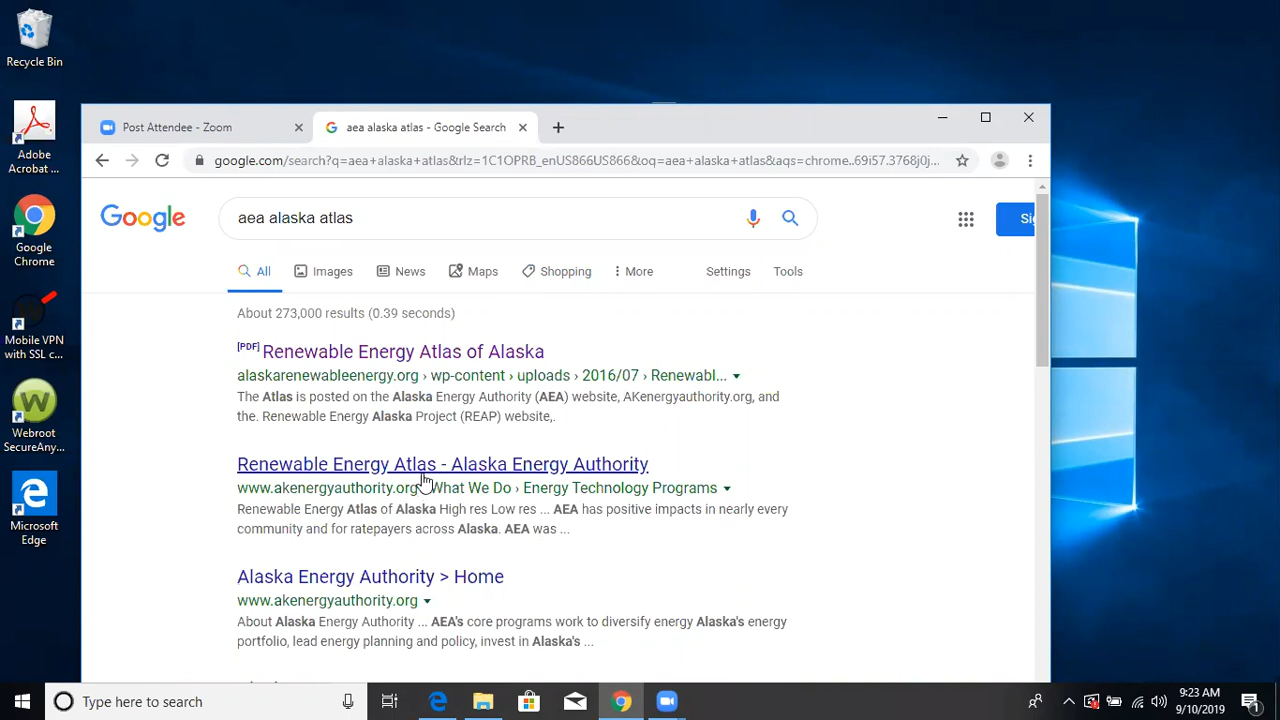 Recycle Bin
Adobe
Acrobat ...
Google
Chrome
Mobile VPN
with SSL c...
Webroot
SecureAny...
Microsoft
Edge
Post Attendee - Zoom
aea alaska atlas - Google Search
google.com/search?q=aea+alaska+atlas&rlz=1C1OPRB_enUS866US866&oq=aea+alaska+atlas&aqs=chrome..69i57.3768j0j...
Google
aea alaska atlas
Sig
All
Images
News
Maps
Shopping
More
Settings
Tools
About 273,000 results (0.39 seconds)
[PDF] Renewable Energy Atlas of Alaska
alaskarenewableenergy.org › wp-content › uploads › 2016/07 › Renewabl...
The Atlas is posted on the Alaska Energy Authority (AEA) website, AKenergyauthority.org, and
the. Renewable Energy Alaska Project (REAP) website,.
Renewable Energy Atlas - Alaska Energy Authority
www.akenergyauthority.org › What We Do › Energy Technology Programs
Renewable Energy Atlas of Alaska High res Low res ... AEA has positive impacts in nearly every
community and for ratepayers across Alaska. AEA was ...
Alaska Energy Authority > Home
www.akenergyauthority.org
About Alaska Energy Authority ... AEA's core programs work to diversify energy Alaska's energy
portfolio, lead energy planning and policy, invest in Alaska's ...
Type here to search
9:23 AM
9/10/2019
1